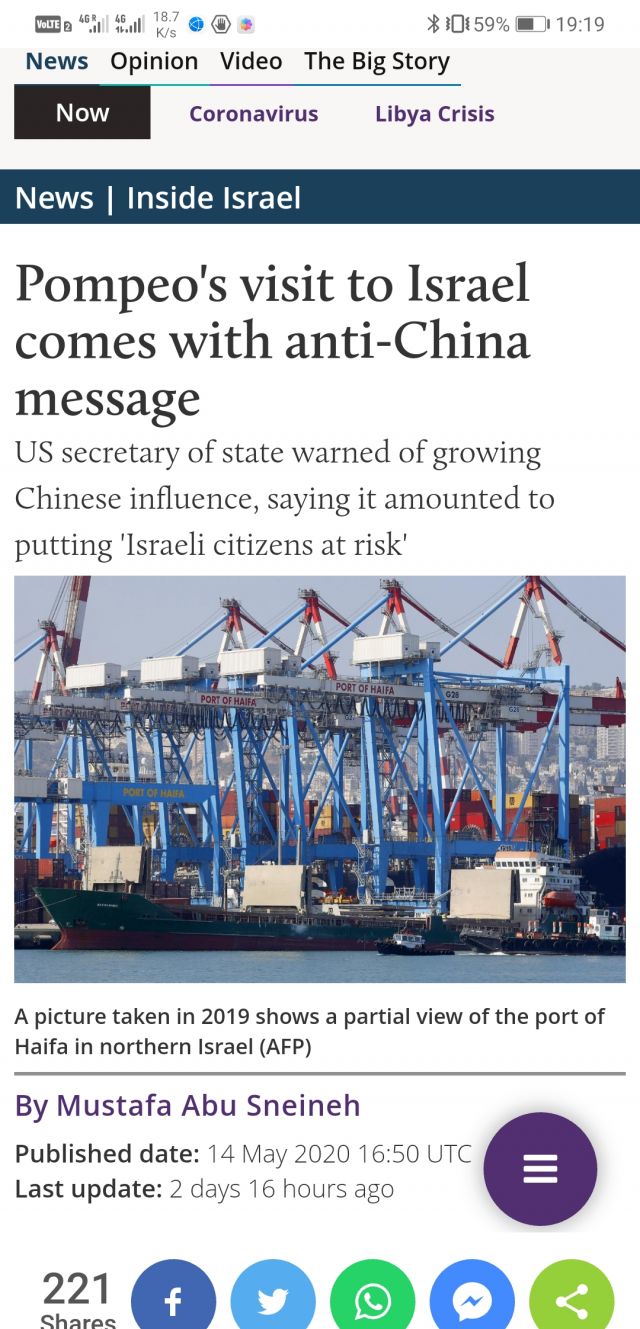 VoLTE 2 4G R 4G 18.7 K/s 59% 19:19
News Opinion Video The Big Story
Now Coronavirus Libya Crisis
News | Inside Israel
Pompeo's visit to Israel
comes with anti-China
message
US secretary of state warned of growing
Chinese influence, saying it amounted to
putting 'Israeli citizens at risk'
PORT OF HAIFA
PORT OF HAIFA G28
G26
PORT OF HAIFA
A picture taken in 2019 shows a partial view of the port of
Haifa in northern Israel (AFP)
By Mustafa Abu Sneineh
Published date: 14 May 2020 16:50 UTC
Last update: 2 days 16 hours ago
221
Shares